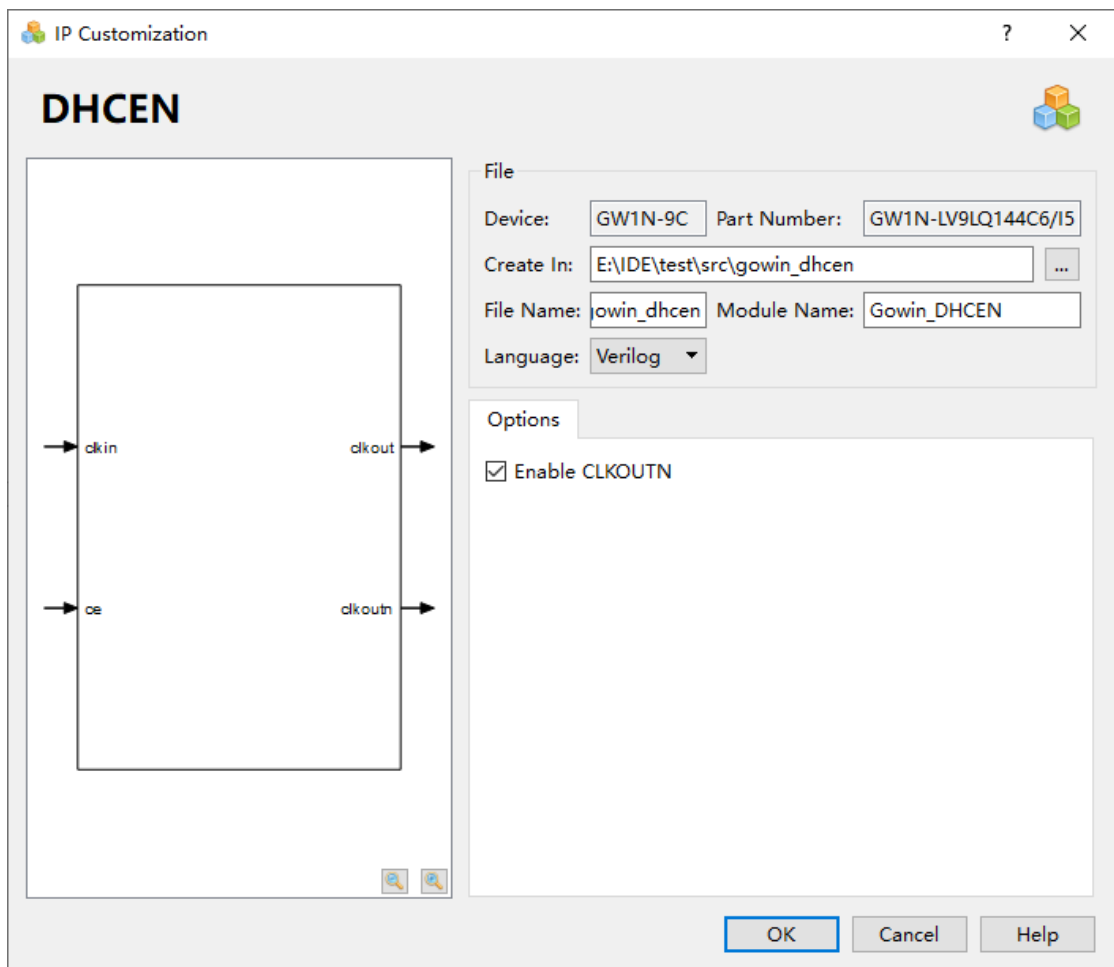 IP Customization ?
DHCEN
clkin clkout
ce clkoutn
File
Device: GW1N-9C Part Number: GW1N-LV9LQ144C6/I5
Create In: E:\IDE\test\src\gowin_dhcen ...
File Name: gowin_dhcen Module Name: Gowin_DHCEN
Language: Verilog
Options
Enable CLKOUTN
OK Cancel Help